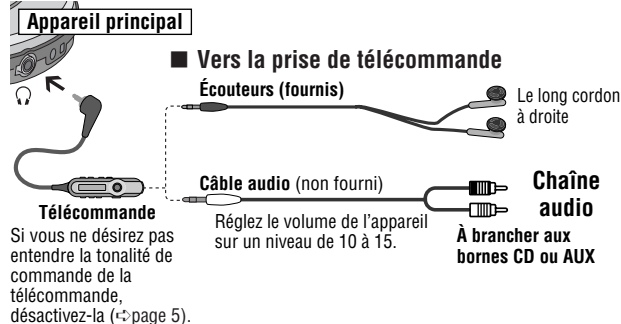 Appareil principal
■ Vers la prise de télécommande
Écouteurs (fournis)
Le long cordon
à droite
Câble audio (non fourni)
Réglez le volume de l'appareil
sur un niveau de 10 à 15.
Chaîne
audio
À brancher aux
bornes CD ou AUX
Télécommande
Si vous ne désirez pas
entendre la tonalité de
commande de la
télécommande,
désactivez-la (➪page 5).